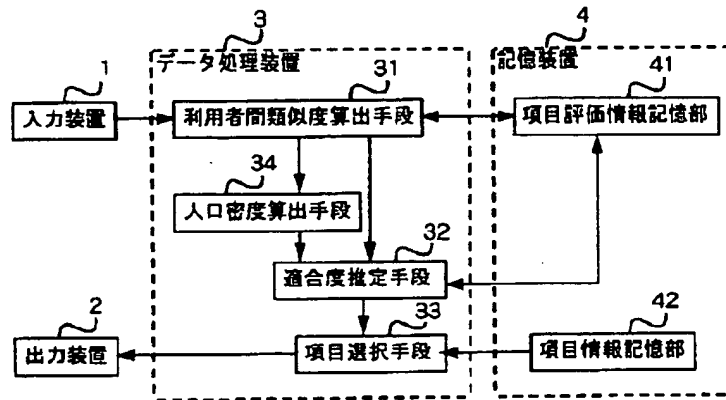 3
4
データ処理装置
記憶装置
1
31
41
入力装置
利用者間類似度算出手段
項目評価情報記憶部
34
人口密度算出手段
32
適合度推定手段
2
33
42
出力装置
項目選択手段
項目情報記憶部